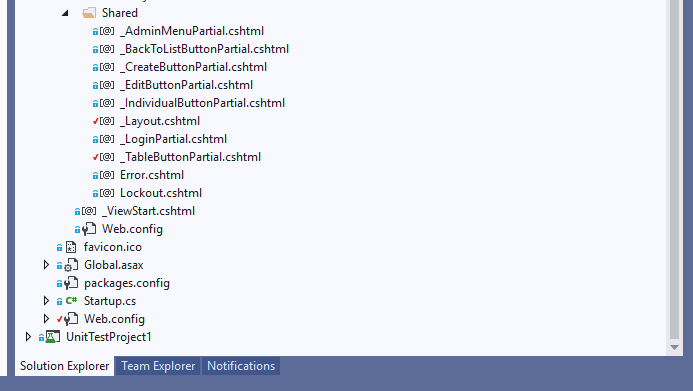 Shared
_AdminMenuPartial.cshtml
_BackToListButtonPartial.cshtml
_CreateButtonPartial.cshtml
_EditButtonPartial.cshtml
_IndividualButtonPartial.cshtml
_Layout.cshtml
_LoginPartial.cshtml
_TableButtonPartial.cshtml
Error.cshtml
Lockout.cshtml
_ViewStart.cshtml
Web.config
favicon.ico
Global.asax
packages.config
C# Startup.cs
Web.config
UnitTestProject1
Solution Explorer Team Explorer Notifications